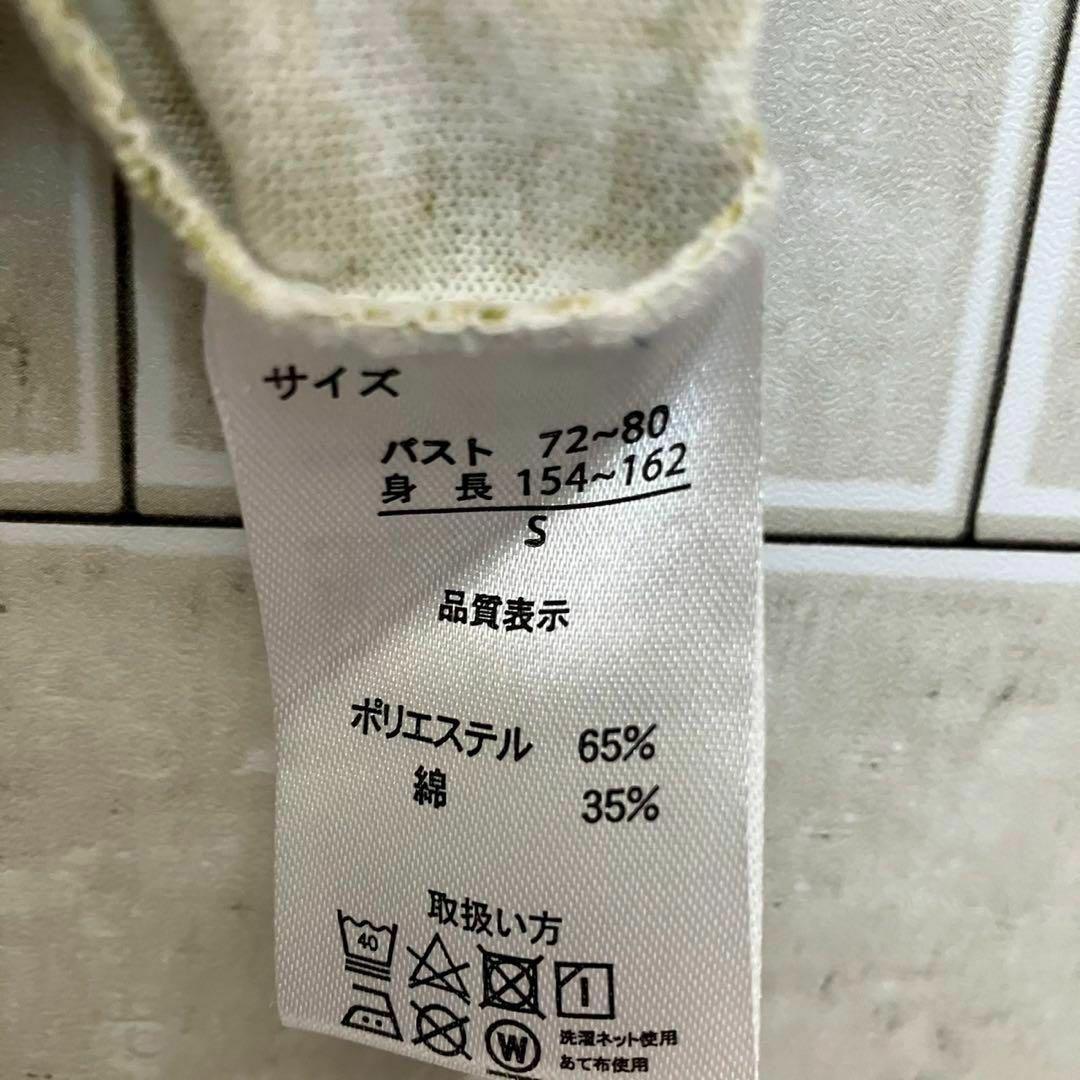 サイズ
バスト 72~80
身 長 154~162
S
品質表示
ポリエステル 65%
綿 35%
取扱い方
40
W
洗濯ネット使用
あて布使用